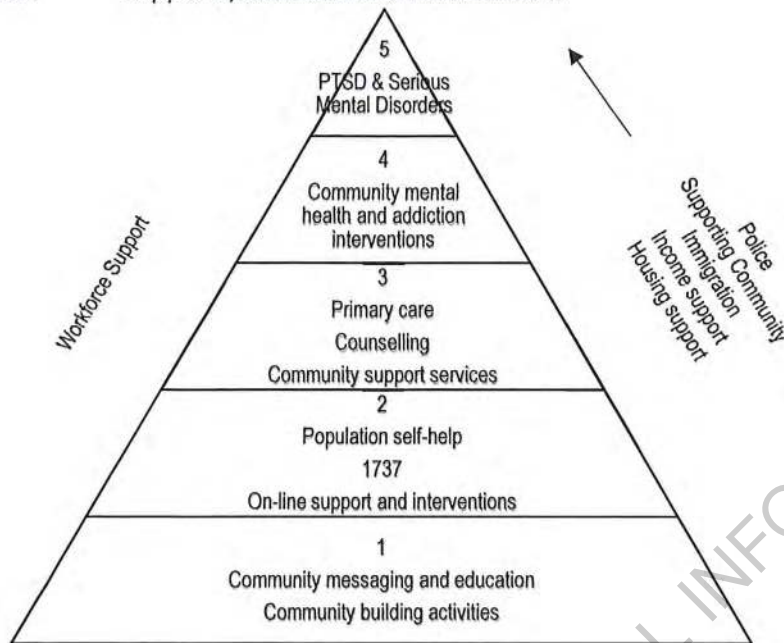 5
PTSD & Serious
Mental Disorders
4
Community mental
health and addiction
interventions
3
Primary care
Counselling
Community support services
2
Population self-help
1737
On-line support and interventions
1
Community messaging and education
Community building activities
Workforce Support
Police
Supporting Community
Immigration
Income support
Housing support